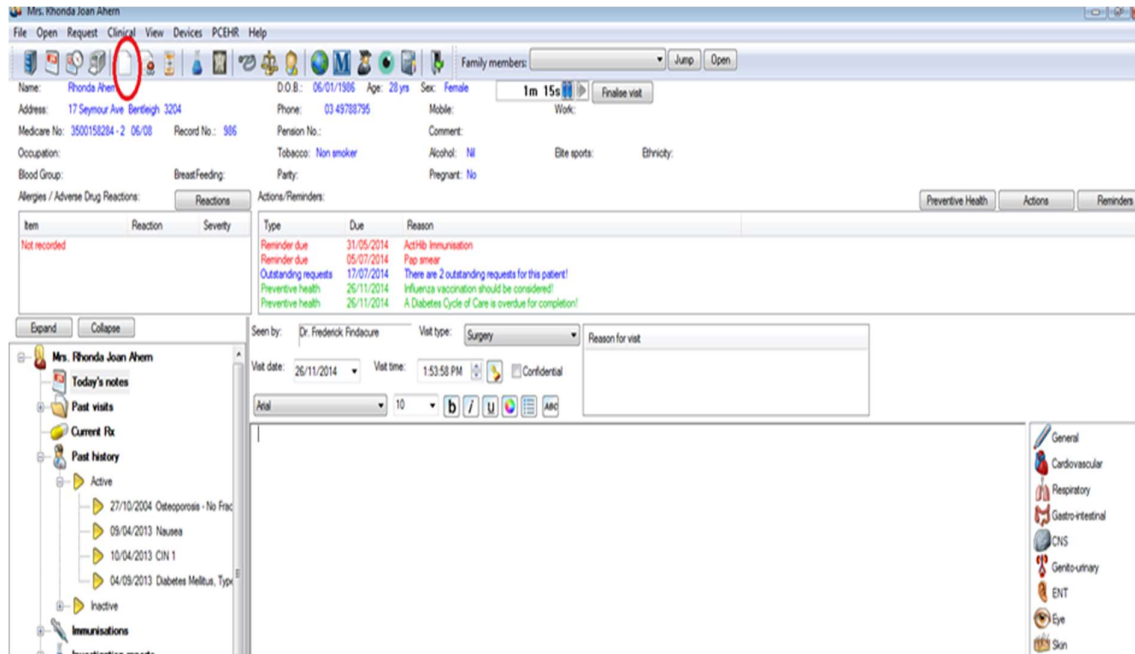 Mrs. Rhonda Joan Ahern
File Open Request Clinical View Devices PCEHR Help
Family members: Jump Open
Name: Rhonda Ahern D.O.B.: 06/01/1986 Age: 28 yrs Sex: Female 1m 15s Finalise visit
Address: 17 Seymour Ave Bentleigh 3204 Phone: 03 49788795 Mobile: Work:
Medicare No: 3500158284 - 2 06/08 Record No.: 986 Pension No.: Comment:
Occupation: Tobacco: Non smoker Alcohol: Nil Elite sports: Ethnicity:
Blood Group: BreastFeeding: Parity: Pregnant: No
Allergies / Adverse Drug Reactions: Reactions Actions/Reminders: Preventive Health Actions Reminders
Item Reaction Severity Type Due Reason
Not recorded Reminder due 31/05/2014 ActHib Immunisation
Reminder due 05/07/2014 Pap smear
Outstanding requests 17/07/2014 There are 2 outstanding requests for this patient!
Preventive health 26/11/2014 Influenza vaccination should be considered!
Preventive health 26/11/2014 A Diabetes Cycle of Care is overdue for completion!
Expand Collapse Seen by: Dr. Frederick Findacure Visit type: Surgery Reason for visit
Mrs. Rhonda Joan Ahern
Today's notes Visit date: 26/11/2014 Visit time: 1:53:58 PM Confidential
Past visits Arial 10 b i u ABC
Current Rx General
Past history Cardiovascular
Active Respiratory
27/10/2004 Osteoporosis - No Frac Gastro-intestinal
09/04/2013 Nausea CNS
10/04/2013 CIN 1 Genito-urinary
04/09/2013 Diabetes Mellitus, Type ENT
Inactive Eye
Immunisations Skin
Investigation reports